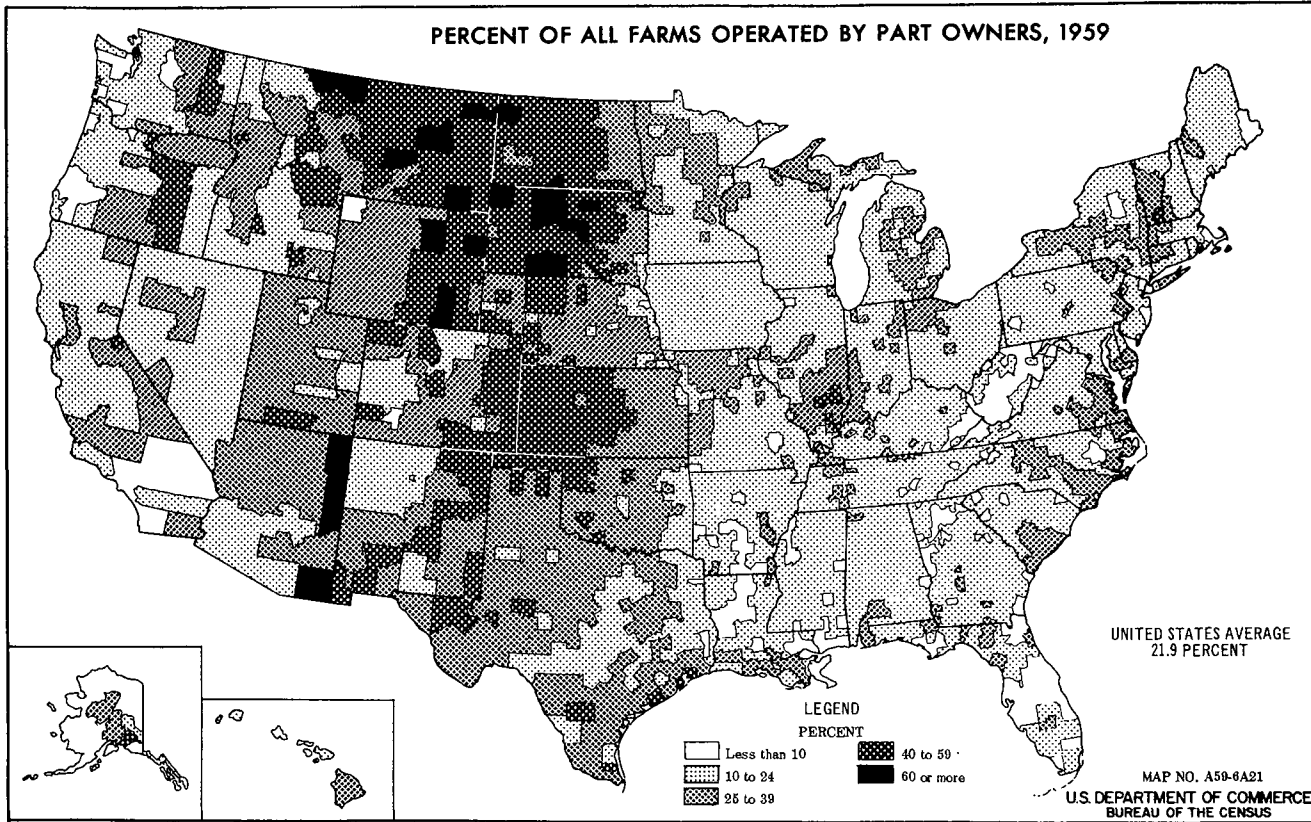 PERCENT OF ALL FARMS OPERATED BY PART OWNERS, 1959
UNITED STATES AVERAGE
21.9 PERCENT
LEGEND
PERCENT
Less than 10
10 to 24
25 to 39
40 to 59
60 or more
MAP NO. A59-6A21
U.S. DEPARTMENT OF COMMERCE
BUREAU OF THE CENSUS